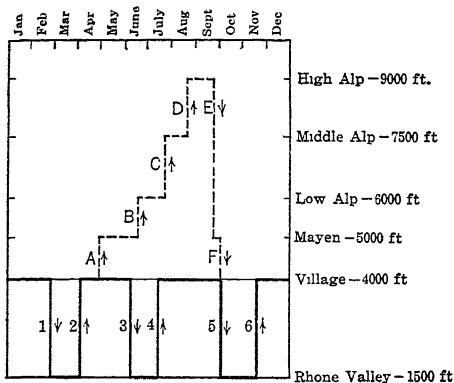 Jan Feb Mar Apr May June July Aug Sept Oct Nov Dec
High Alp – 9000 ft.
D E
Middle Alp – 7500 ft
C
Low Alp – 6000 ft
B
Mayen – 5000 ft
A F
Village – 4000 ft
1 2 3 4 5 6
Rhone Valley – 1500 ft